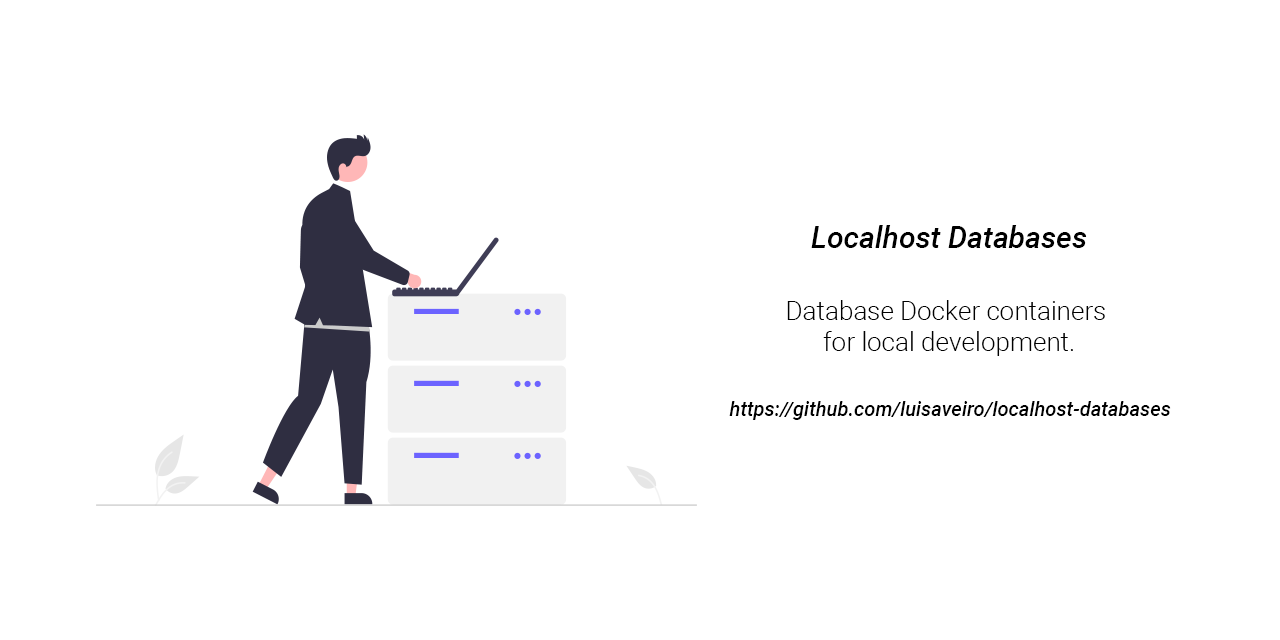 Localhost Databases
Database Docker containers
for local development.
https://github.com/luisaveiro/localhost-databases